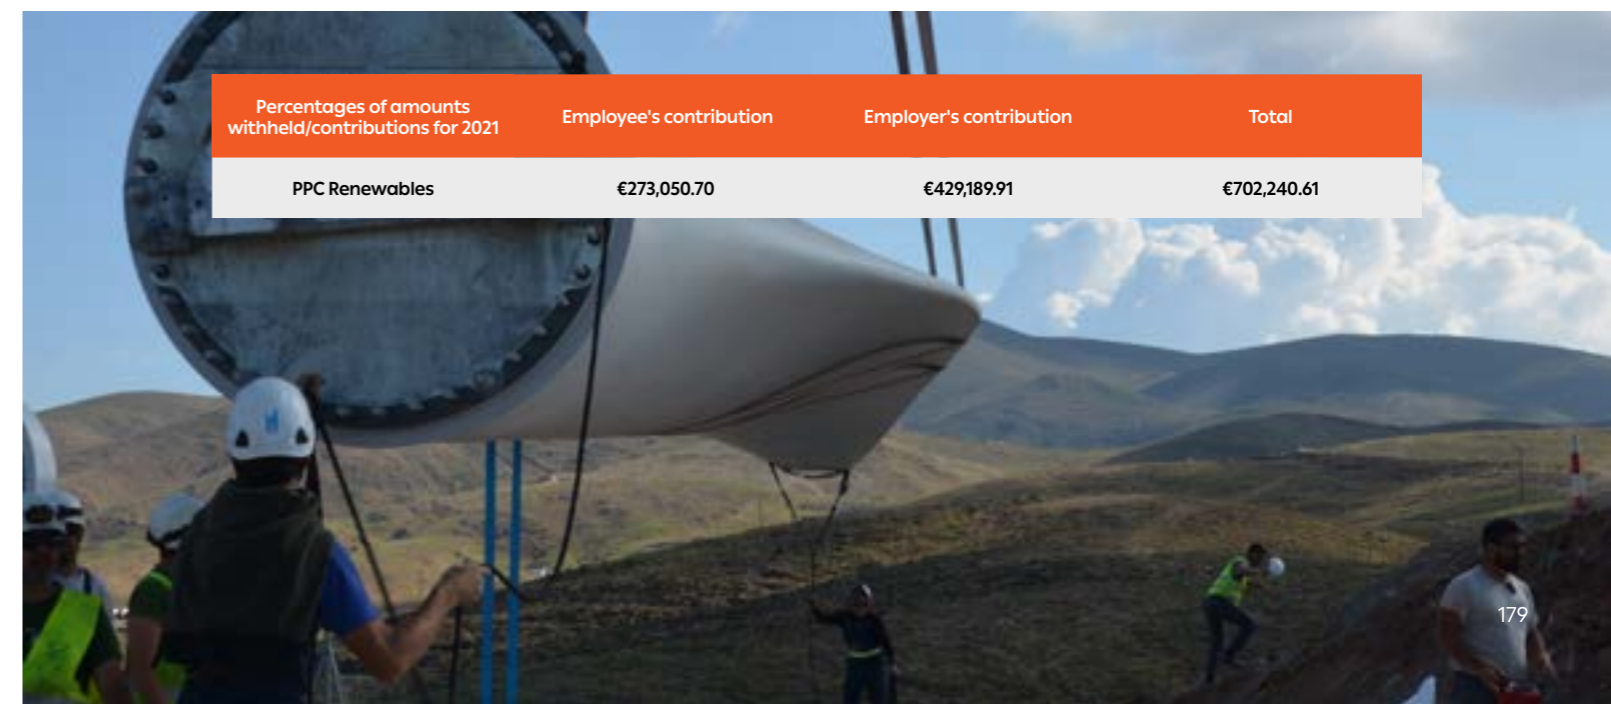 Percentages of amounts
withheld/contributions for 2021
Employee's contribution
Employer's contribution
Total
PPC Renewables
€273,050.70
€429,189.91
€702,240.61
179